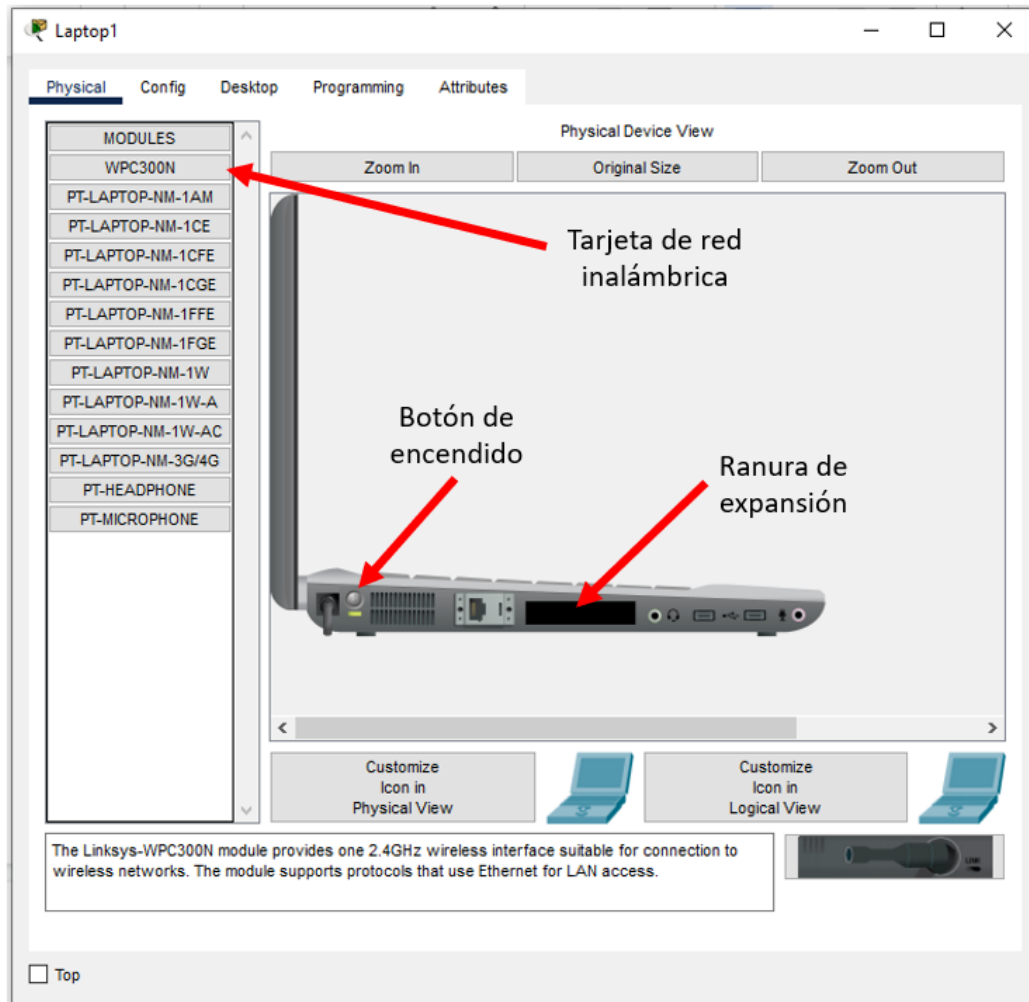 Laptop1
Physical Config Desktop Programming Attributes
MODULES
WPC300N
PT-LAPTOP-NM-1AM
PT-LAPTOP-NM-1CE
PT-LAPTOP-NM-1CFE
PT-LAPTOP-NM-1CGE
PT-LAPTOP-NM-1FFE
PT-LAPTOP-NM-1FGE
PT-LAPTOP-NM-1W
PT-LAPTOP-NM-1W-A
PT-LAPTOP-NM-1W-AC
PT-LAPTOP-NM-3G/4G
PT-HEADPHONE
PT-MICROPHONE
Physical Device View
Zoom In Original Size Zoom Out
Tarjeta de red
inalámbrica
Botón de
encendido
Ranura de
expansión
Customize
Icon in
Physical View
Customize
Icon in
Logical View
The Linksys-WPC300N module provides one 2.4GHz wireless interface suitable for connection to
wireless networks. The module supports protocols that use Ethernet for LAN access.
LINK
Top